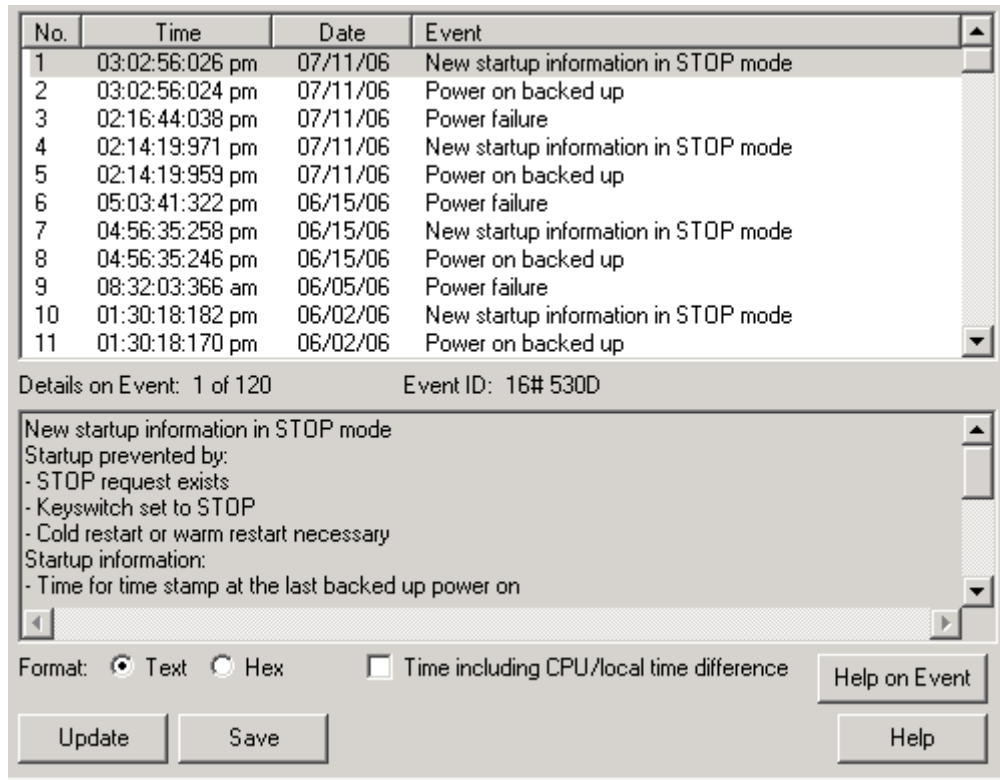 No. Time Date Event
1 03:02:56:026 pm 07/11/06 New startup information in STOP mode
2 03:02:56:024 pm 07/11/06 Power on backed up
3 02:16:44:038 pm 07/11/06 Power failure
4 02:14:19:971 pm 07/11/06 New startup information in STOP mode
5 02:14:19:959 pm 07/11/06 Power on backed up
6 05:03:41:322 pm 06/15/06 Power failure
7 04:56:35:258 pm 06/15/06 New startup information in STOP mode
8 04:56:35:246 pm 06/15/06 Power on backed up
9 08:32:03:366 am 06/05/06 Power failure
10 01:30:18:182 pm 06/02/06 New startup information in STOP mode
11 01:30:18:170 pm 06/02/06 Power on backed up
Details on Event: 1 of 120 Event ID: 16# 530D
New startup information in STOP mode
Startup prevented by:
- STOP request exists
- Keyswitch set to STOP
- Cold restart or warm restart necessary
Startup information:
- Time for time stamp at the last backed up power on
Format: Text Hex Time including CPU/local time difference Help on Event
Update Save Help